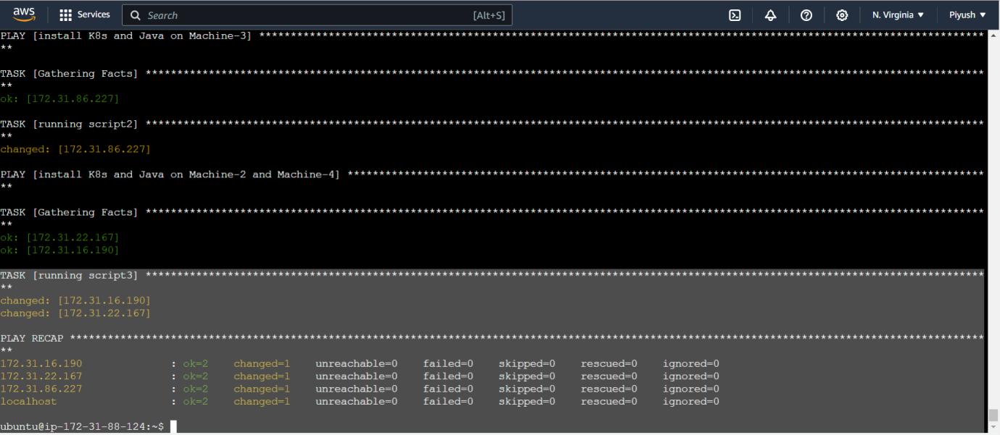 aws Services Search [Alt+S] N. Virginia ▼ Piyush ▼
PLAY [install K8s and Java on Machine-3] ************************************************************************************************************************
**
TASK [Gathering Facts] ******************************************************************************************************************************************
**
ok: [172.31.86.227]
TASK [running script2] ******************************************************************************************************************************************
**
changed: [172.31.86.227]
PLAY [install K8s and Java on Machine-2 and Machine-4] **********************************************************************************************************
**
TASK [Gathering Facts] ******************************************************************************************************************************************
**
ok: [172.31.22.167]
ok: [172.31.16.190]
TASK [running script3] ******************************************************************************************************************************************
**
changed: [172.31.16.190]
changed: [172.31.22.167]
PLAY RECAP ******************************************************************************************************************************************************
**
172.31.16.190 : ok=2 changed=1 unreachable=0 failed=0 skipped=0 rescued=0 ignored=0
172.31.22.167 : ok=2 changed=1 unreachable=0 failed=0 skipped=0 rescued=0 ignored=0
172.31.86.227 : ok=2 changed=1 unreachable=0 failed=0 skipped=0 rescued=0 ignored=0
localhost : ok=2 changed=1 unreachable=0 failed=0 skipped=0 rescued=0 ignored=0
ubuntu@ip-172-31-88-124:~$